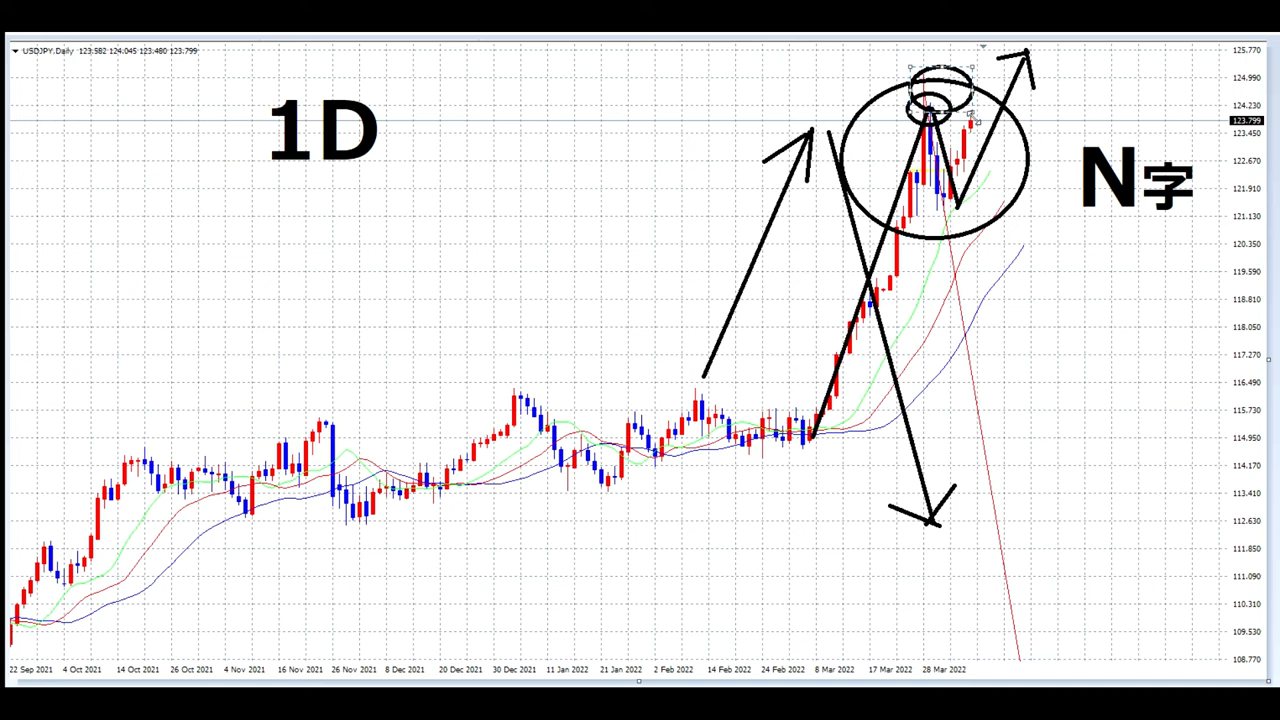 USDJPY,Daily 123.582 124.045 123.480 123.799
1D
N字
125.770
124.990
124.230
123.799
123.450
122.670
121.910
121.130
120.350
119.590
118.810
118.050
117.270
116.490
115.730
114.950
114.170
113.410
112.630
111.850
111.090
110.310
109.530
108.770
22 Sep 2021
4 Oct 2021
14 Oct 2021
26 Oct 2021
4 Nov 2021
16 Nov 2021
26 Nov 2021
8 Dec 2021
20 Dec 2021
30 Dec 2021
11 Jan 2022
21 Jan 2022
2 Feb 2022
14 Feb 2022
24 Feb 2022
8 Mar 2022
17 Mar 2022
28 Mar 2022